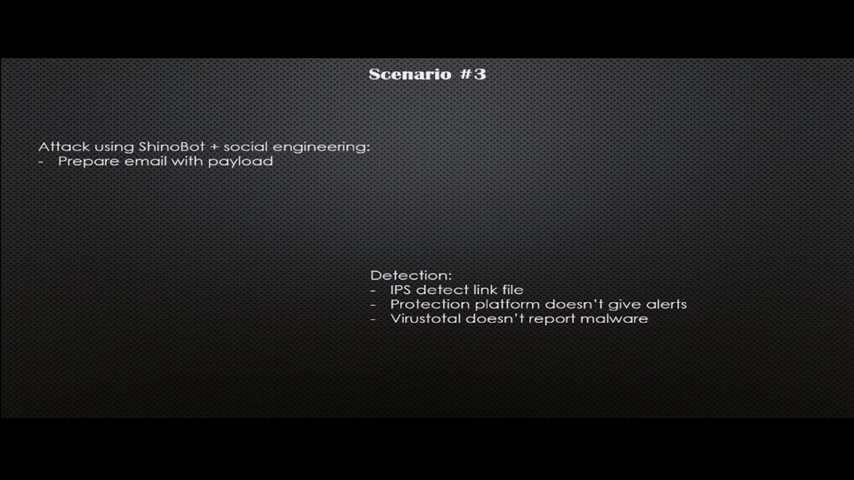 Scenario #3
Attack using ShinoBot + social engineering:
- Prepare email with payload
Detection:
- IPS detect link file
- Protection platform doesn't give alerts
- Virustotal doesn't report malware